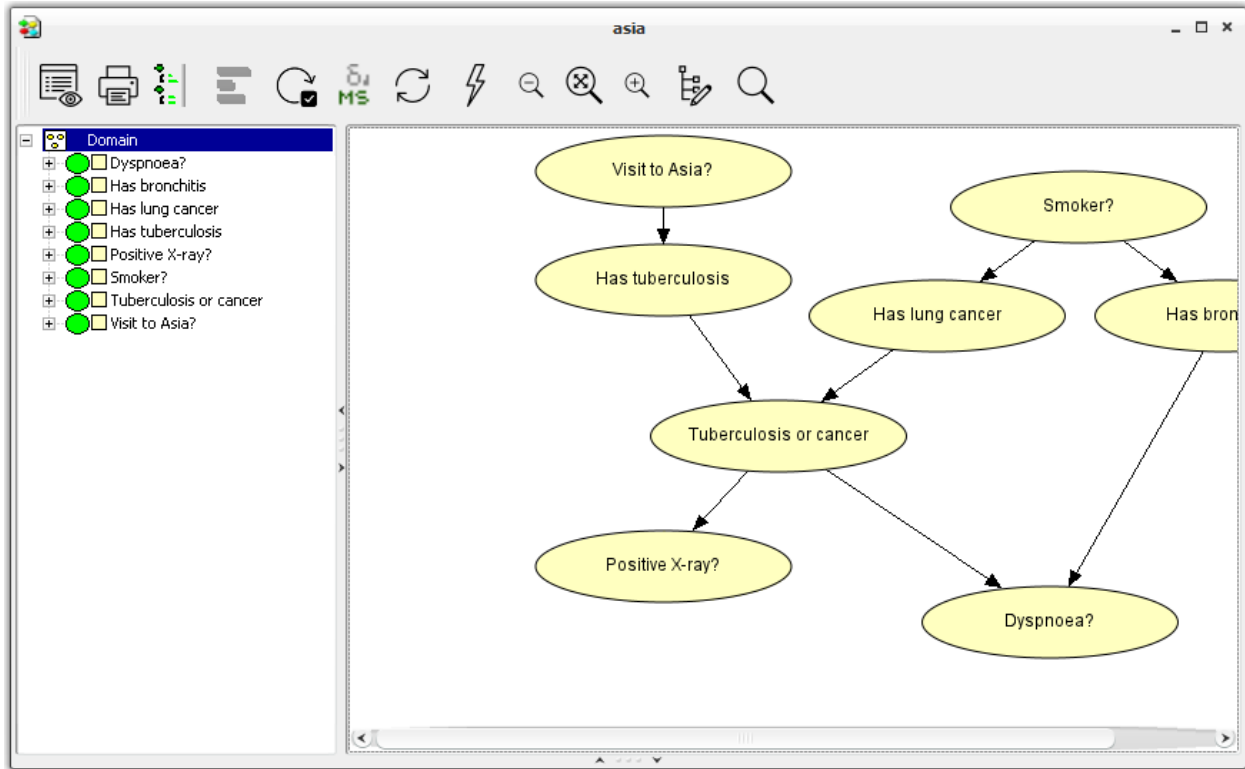 asia
δ↲
MS
Domain
Dyspnoea?
Has bronchitis
Has lung cancer
Has tuberculosis
Positive X-ray?
Smoker?
Tuberculosis or cancer
Visit to Asia?
Visit to Asia?
Smoker?
Has tuberculosis
Has lung cancer
Has bron
Tuberculosis or cancer
Positive X-ray?
Dyspnoea?